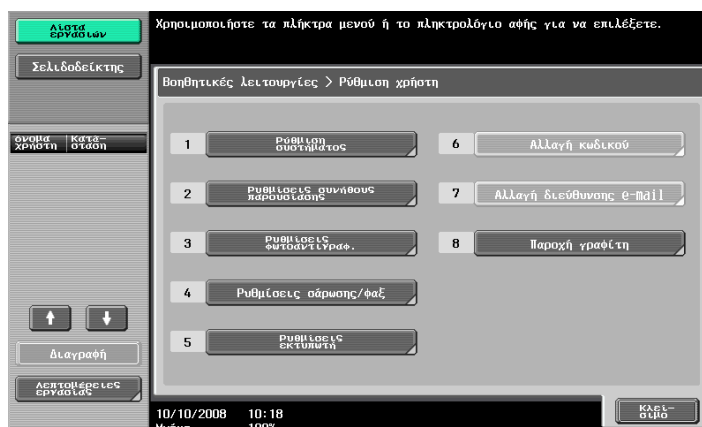 Λίστα
εργασιών
Χρησιμοποιήστε τα πλήκτρα μενού ή το πληκτρολόγιο αφής για να επιλέξετε.
Σελιδοδείκτης
Βοηθητικές λειτουργίες > Ρύθμιση χρήστη
όνομα
χρήστη
Κατά-
σταση
1 Ρύθμιση
συστήματος
2 Ρυθμίσεις συνήθους
παρουσίασης
3 Ρυθμίσεις
φωτοαντιγραφ.
4 Ρυθμίσεις σάρωσης/φαξ
5 Ρυθμίσεις
εκτυπωτή
6 Αλλαγή κωδικού
7 Αλλαγή διεύθυνσης e-mail
8 Παροχή γραφίτη
Διαγραφή
Λεπτομέρειες
εργασίας
10/10/2008 10:18
Μνήμη 100%
Κλεί-
σιμο